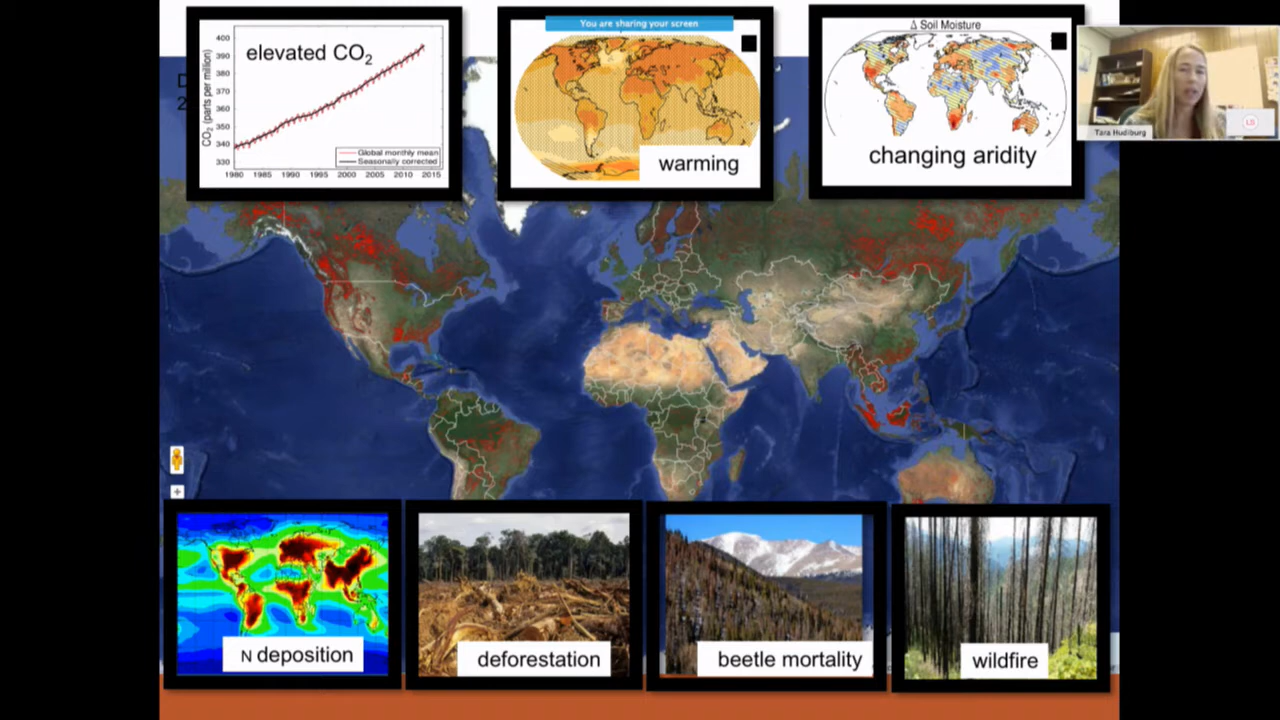 You are sharing your screen
elevated CO₂
CO₂ (parts per million)
400
390
380
370
360
350
340
330
Global monthly mean
Seasonally corrected
1980 1985 1990 1995 2000 2005 2010 2015
warming
Δ Soil Moisture
changing aridity
Tara Hudiburg
LS
D
2
N deposition
deforestation
beetle mortality
wildfire